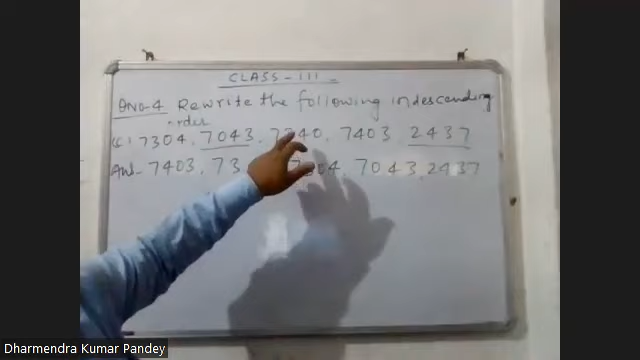 CLASS-III
QNO-4 Rewrite the following in descending
order
(c) 7304, 7043, 7340, 7403, 2437
Ans- 7403, 73 7304, 7043, 2437
Dharmendra Kumar Pandey